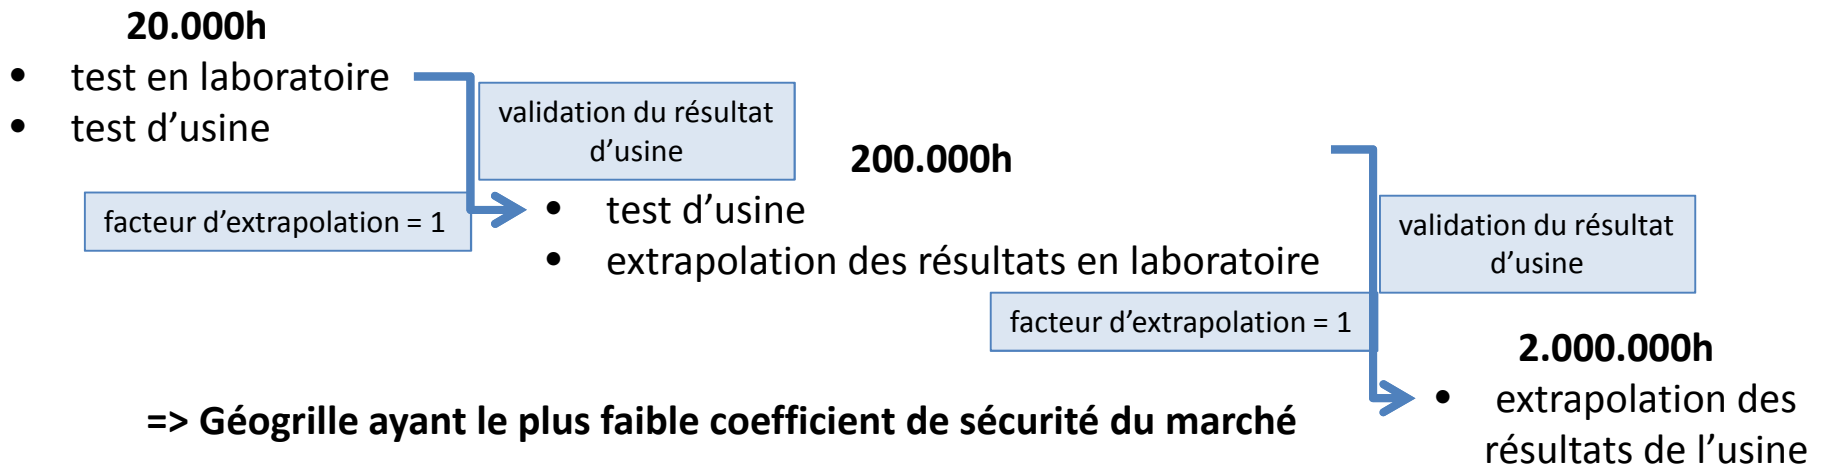 20.000h
• test en laboratoire
• test d’usine
validation du résultat
d’usine
facteur d’extrapolation = 1
200.000h
• test d’usine
• extrapolation des résultats en laboratoire
validation du résultat
d’usine
facteur d’extrapolation = 1
2.000.000h
• extrapolation des
résultats de l’usine
=> Géogrille ayant le plus faible coefficient de sécurité du marché